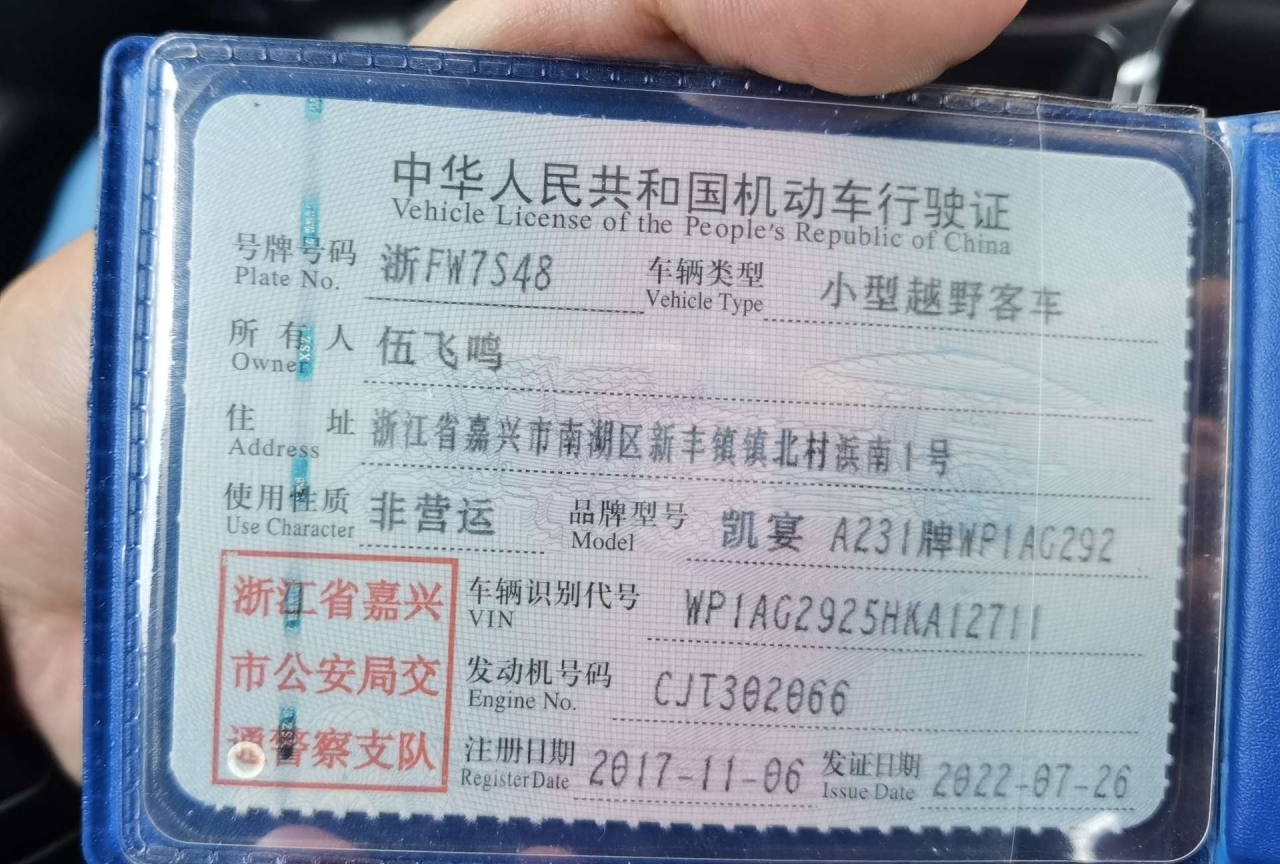 中华人民共和国机动车行驶证
Vehicle License of the People's Republic of China
号牌号码 浙FW7S48 车辆类型 小型越野客车
Plate No. Vehicle Type
所有人 伍飞鸣
Owner
住址 浙江省嘉兴市南湖区新丰镇镇北村浜南1号
Address
使用性质 非营运 品牌型号 凯宴 A231牌WP1AG292
Use Character Model
浙江省嘉兴
市公安局交
通警察支队
车辆识别代号 WP1AG2925HKA12711
VIN
发动机号码 CJT302066
Engine No.
注册日期 2017-11-06 发证日期 2022-07-26
Register Date Issue Date